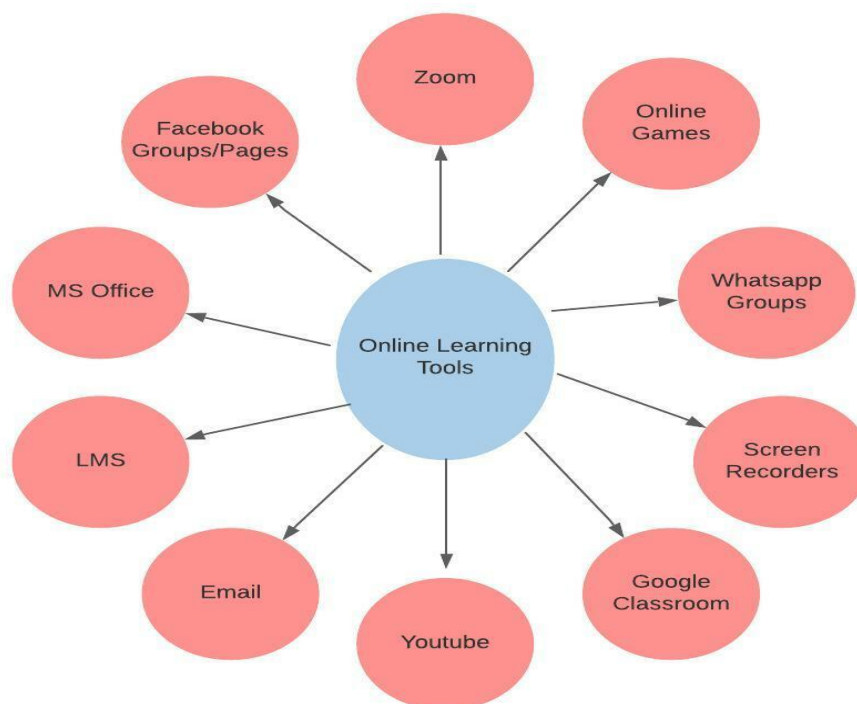 Zoom
Online
Games
Facebook
Groups/Pages
MS Office
Whatsapp
Groups
Online Learning
Tools
LMS
Screen
Recorders
Email
Google
Classroom
Youtube